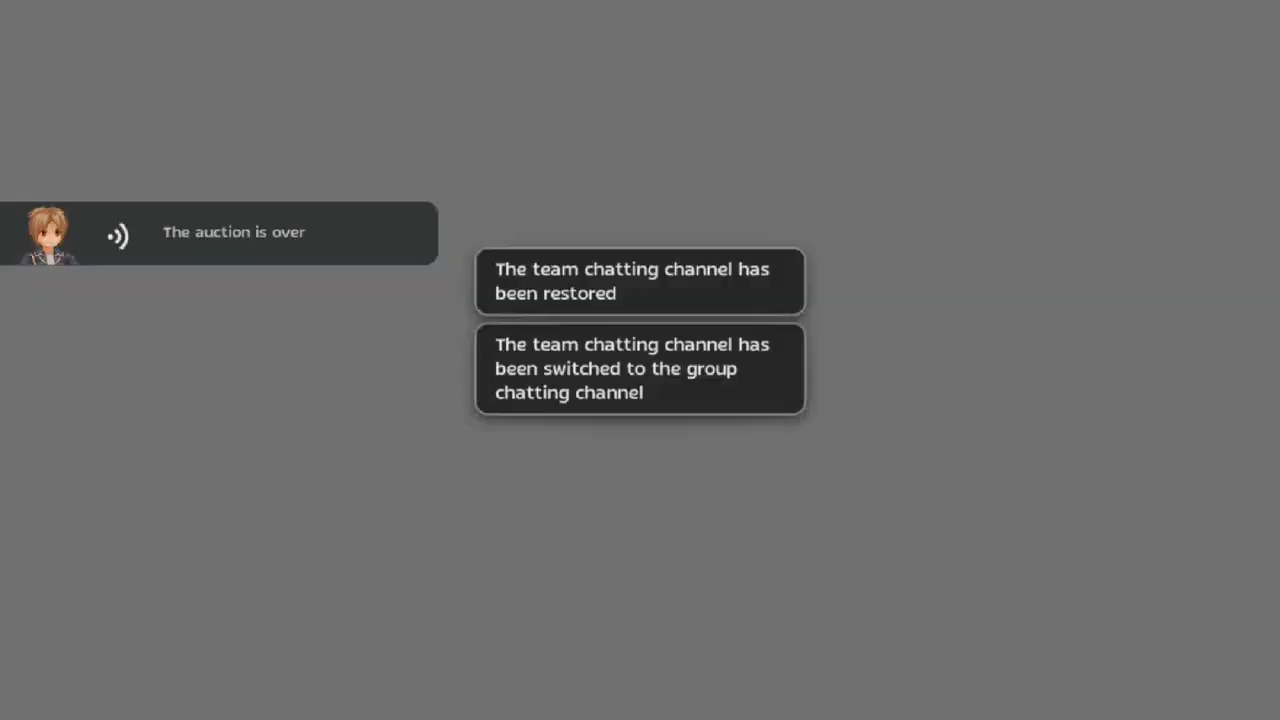 The auction is over
The team chatting channel has
been restored
The team chatting channel has
been switched to the group
chatting channel